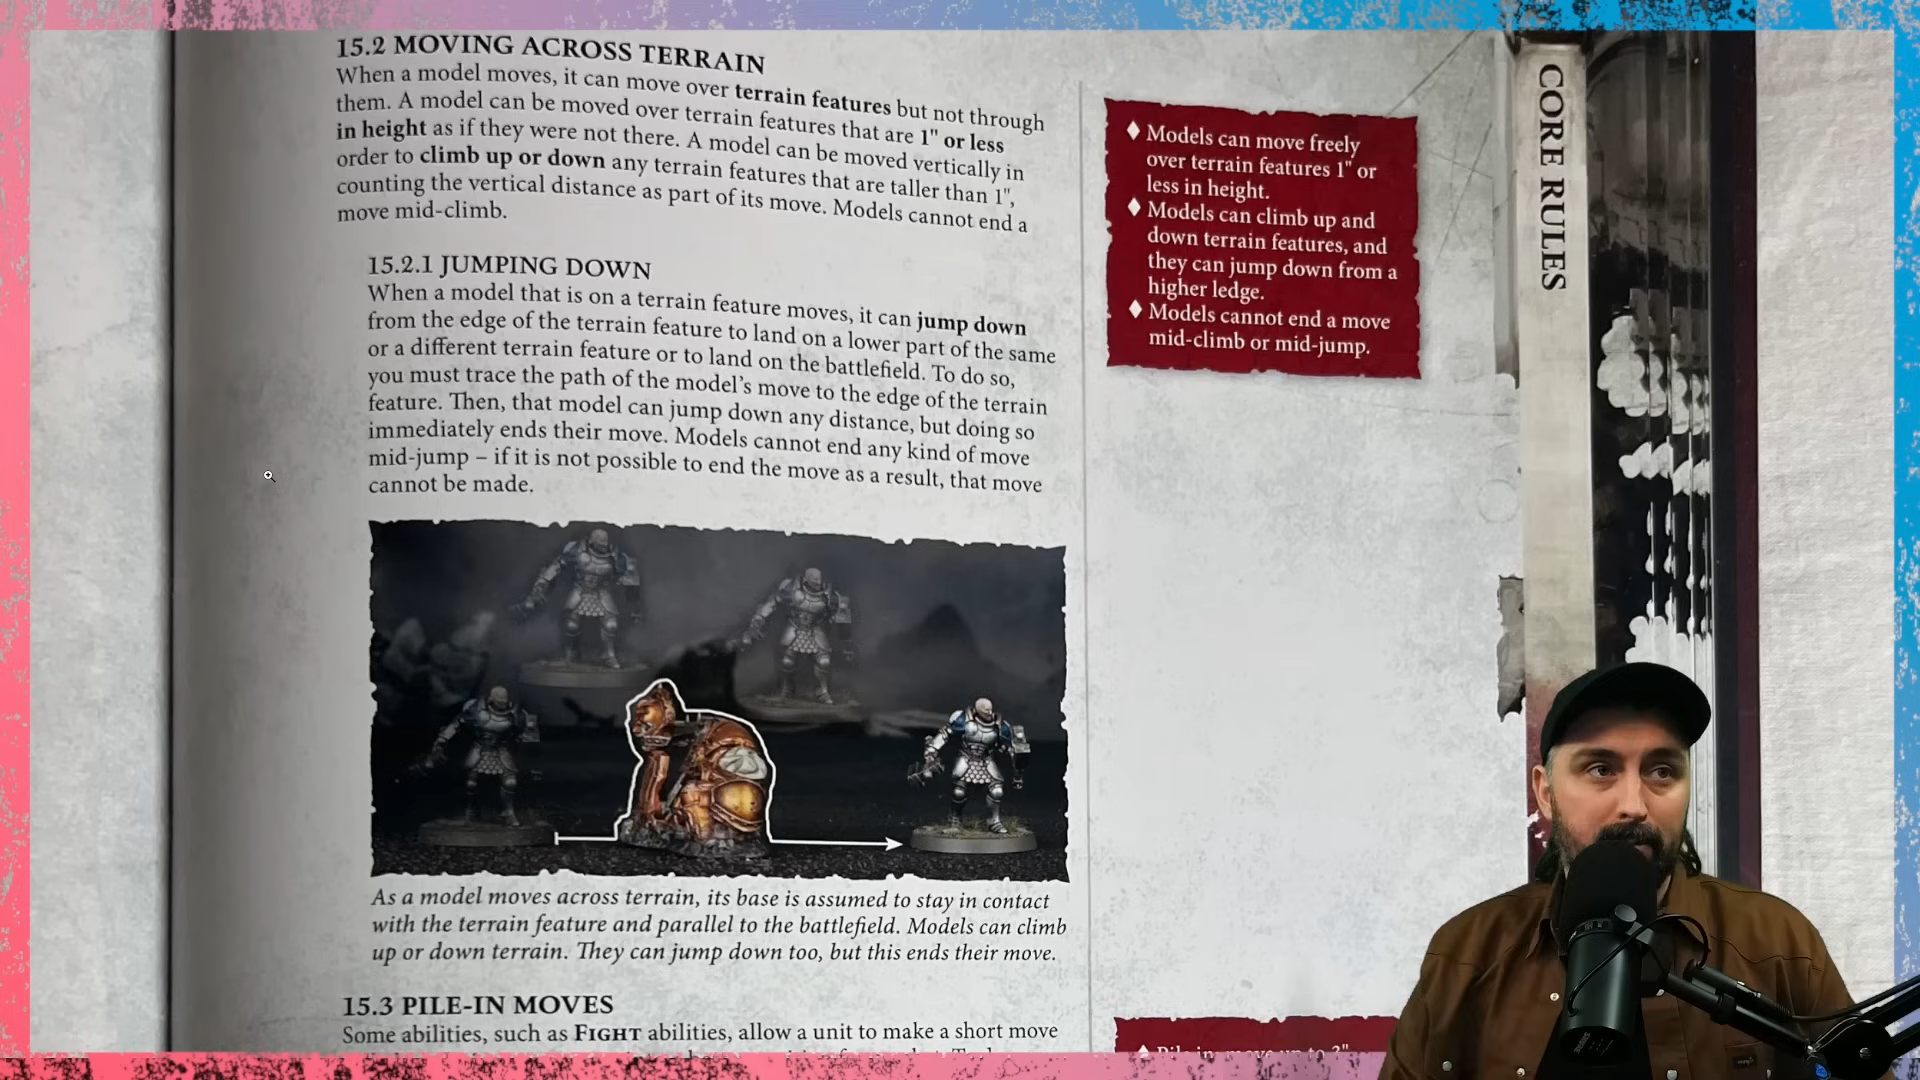 15.2 MOVING ACROSS TERRAIN
When a model moves, it can move over terrain features but not through
them. A model can be moved over terrain features that are 1" or less
in height as if they were not there. A model can be moved vertically in
order to climb up or down any terrain features that are taller than 1",
counting the vertical distance as part of its move. Models cannot end a
move mid-climb.
15.2.1 JUMPING DOWN
When a model that is on a terrain feature moves, it can jump down
from the edge of the terrain feature to land on a lower part of the same
or a different terrain feature or to land on the battlefield. To do so,
you must trace the path of the model's move to the edge of the terrain
feature. Then, that model can jump down any distance, but doing so
immediately ends their move. Models cannot end any kind of move
mid-jump – if it is not possible to end the move as a result, that move
cannot be made.
As a model moves across terrain, its base is assumed to stay in contact
with the terrain feature and parallel to the battlefield. Models can climb
up or down terrain. They can jump down too, but this ends their move.
15.3 PILE-IN MOVES
Some abilities, such as FIGHT abilities, allow a unit to make a short move
♦ Models can move freely
over terrain features 1" or
less in height.
♦ Models can climb up and
down terrain features, and
they can jump down from a
higher ledge.
♦ Models cannot end a move
mid-climb or mid-jump.
CORE RULES